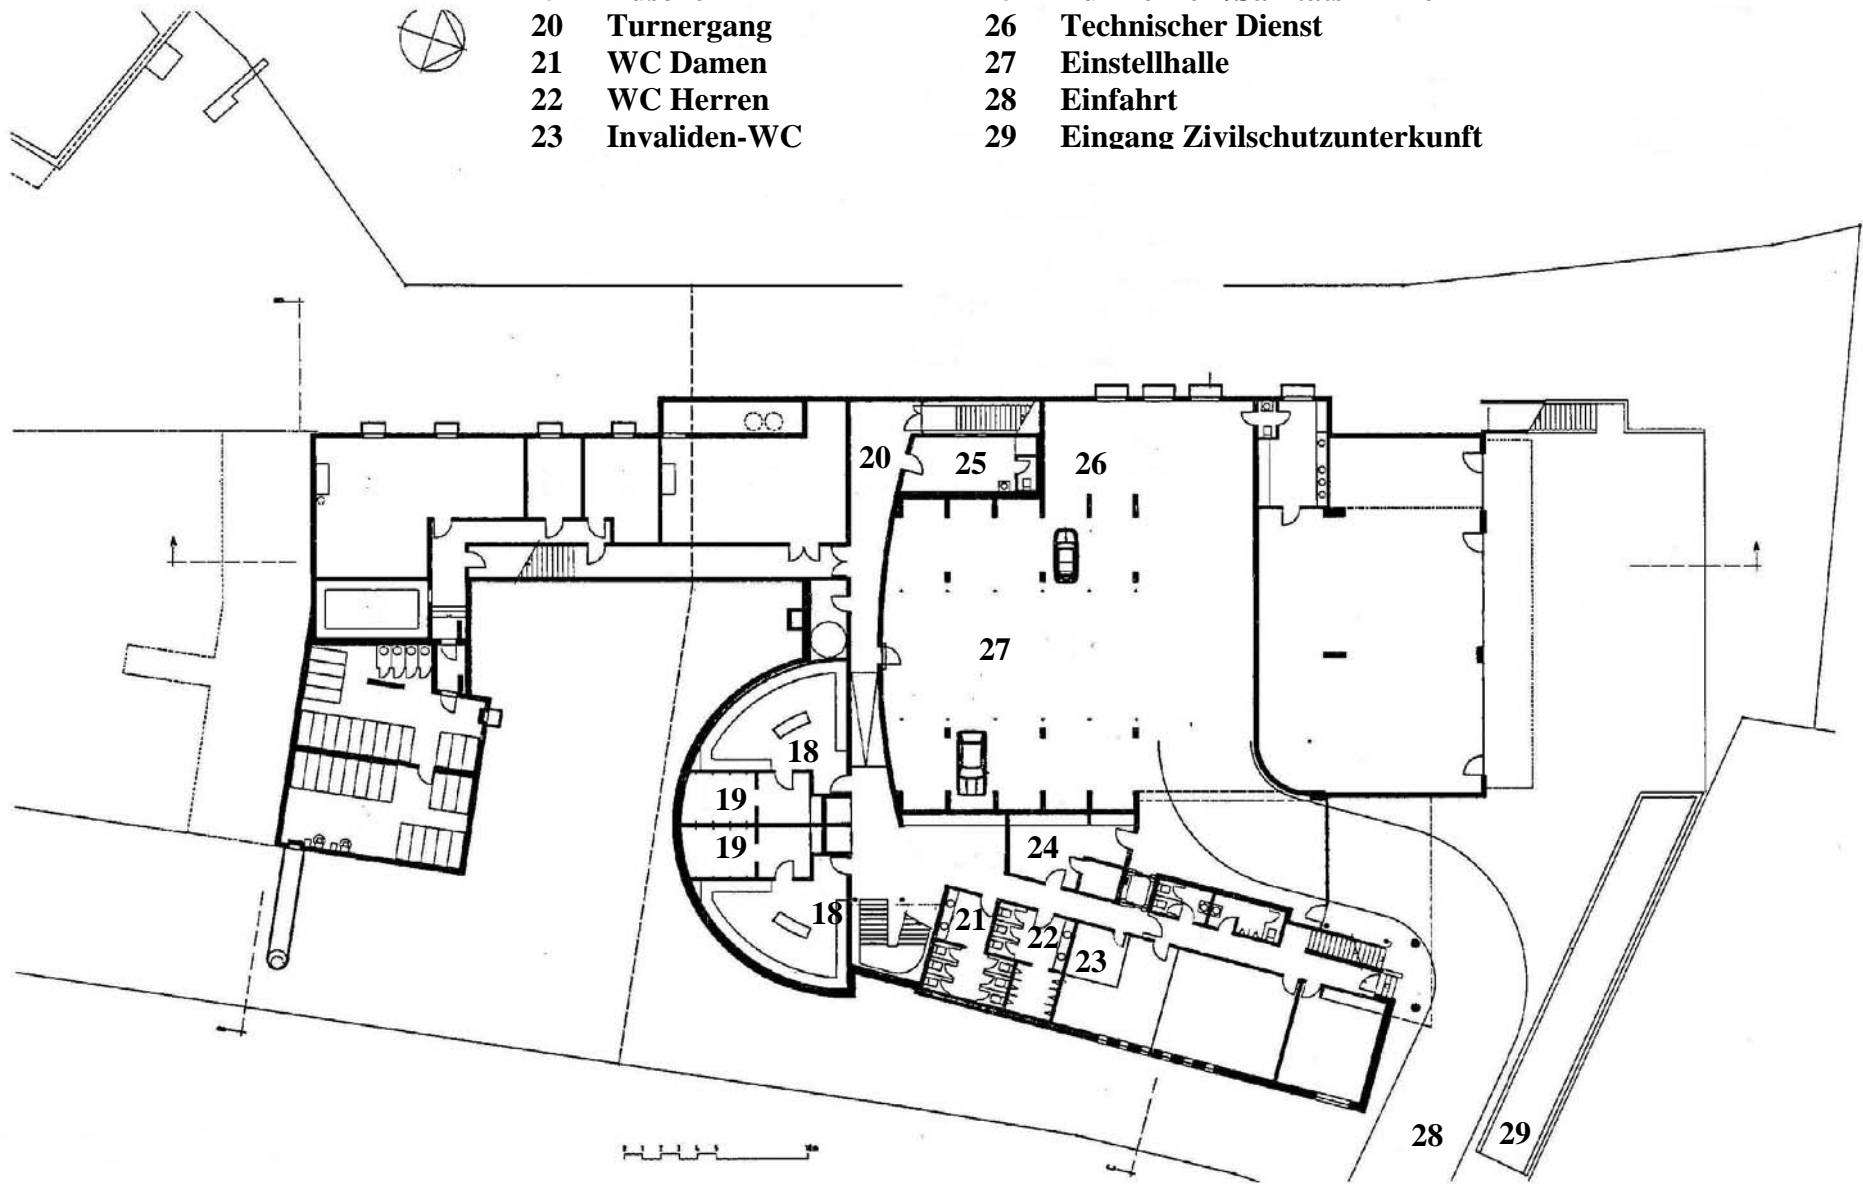 20 Turnergang
21 WC Damen
22 WC Herren
23 Invaliden-WC
26 Technischer Dienst
27 Einstellhalle
28 Einfahrt
29 Eingang Zivilschutzunterkunft
20
25
26
27
18
19
19
18
24
21
22
23
28
29